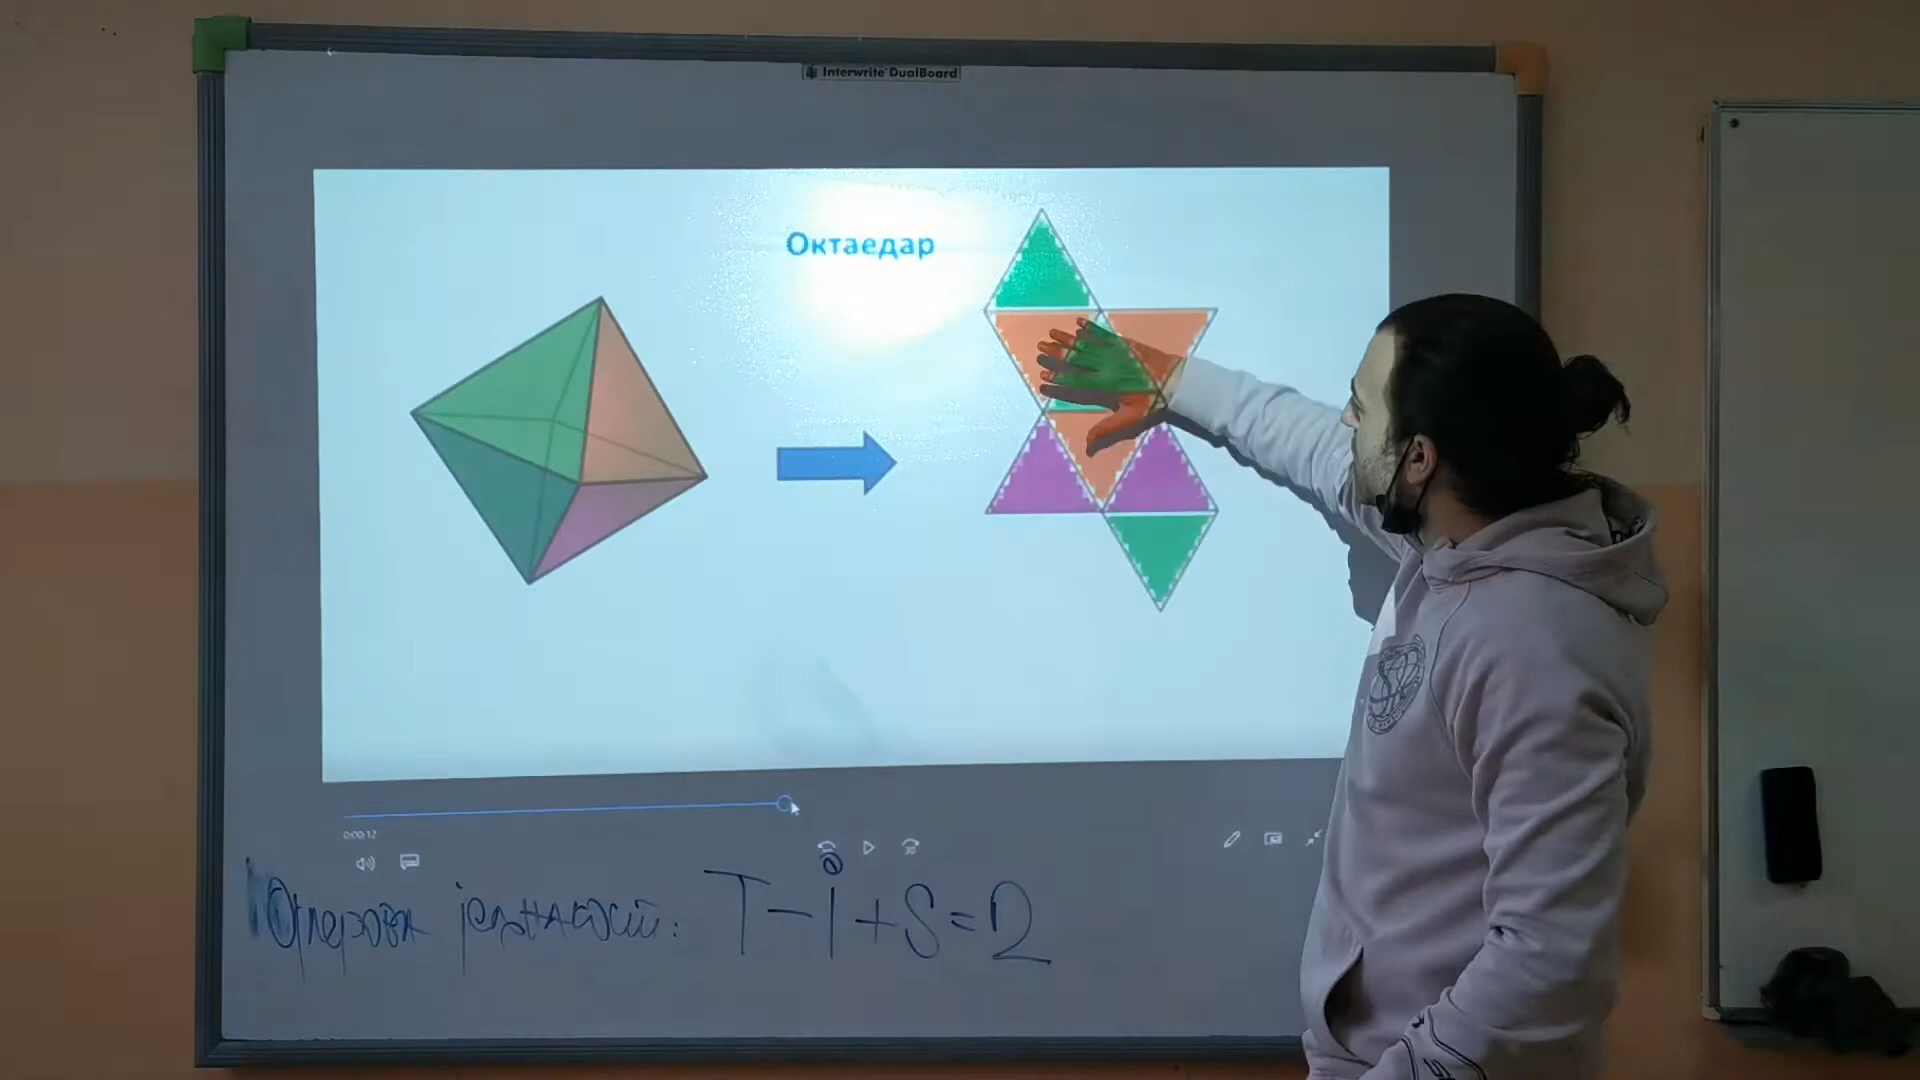 Interwrite DualBoard
Октаедар
0:00:12
Ојлерова једнакост: T - i + S = 2